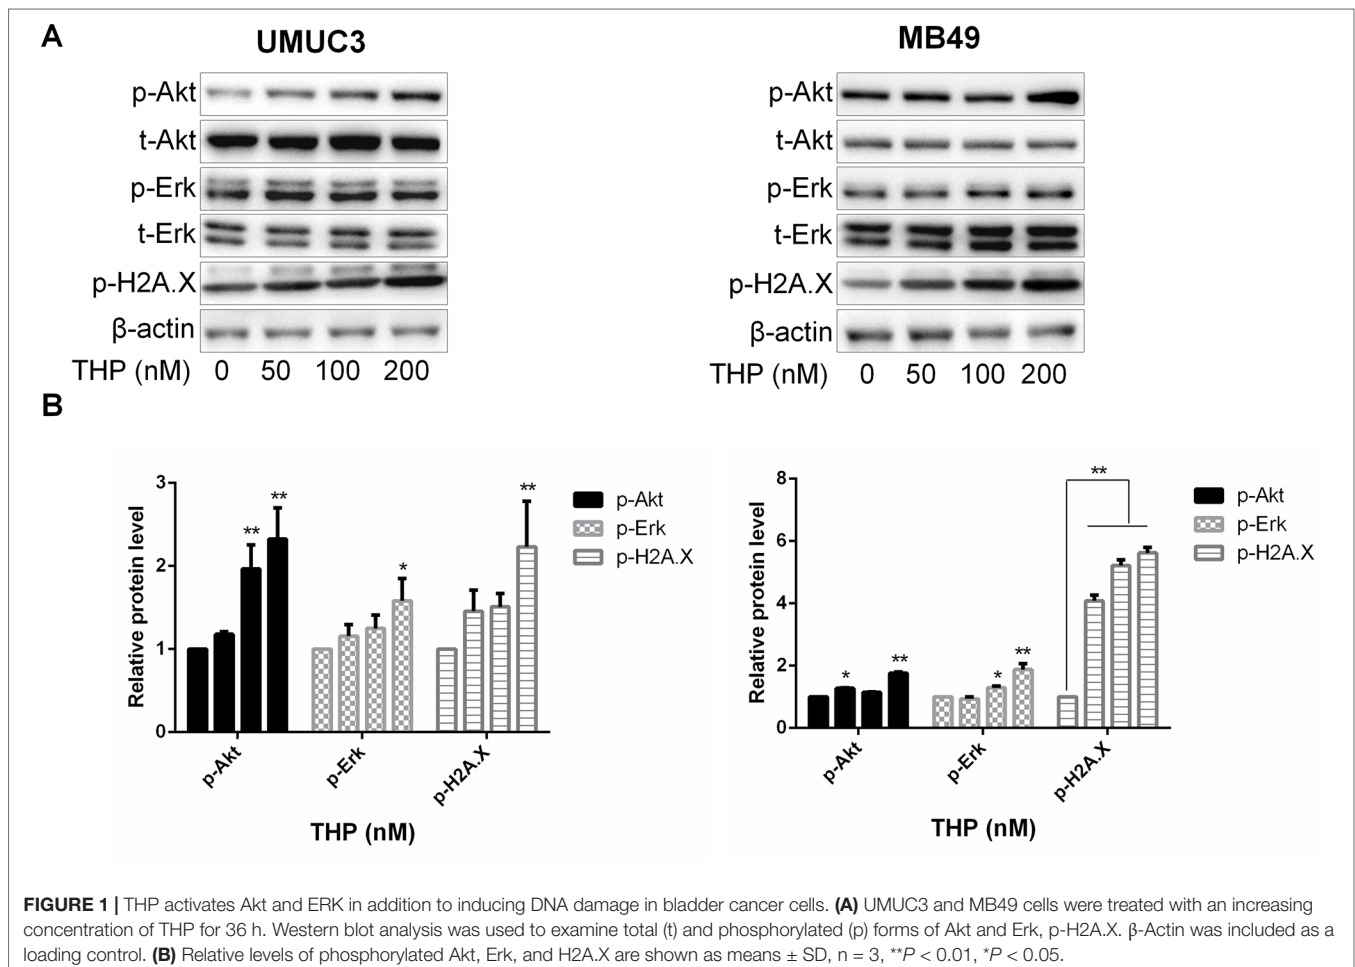 A
UMUC3
MB49
p-Akt
t-Akt
p-Erk
t-Erk
p-H2A.X
β-actin
THP (nM) 0 50 100 200
p-Akt
t-Akt
p-Erk
t-Erk
p-H2A.X
β-actin
THP (nM) 0 50 100 200
B
Relative protein level
3
2
1
0
** **
*
**
p-Akt
p-Erk
p-H2A.X
p-Akt
p-Erk
p-H2A.X
THP (nM)
Relative protein level
8
6
4
2
0
* **
* **
**
p-Akt
p-Erk
p-H2A.X
p-Akt
p-Erk
p-H2A.X
THP (nM)
FIGURE 1 | THP activates Akt and ERK in addition to inducing DNA damage in bladder cancer cells. (A) UMUC3 and MB49 cells were treated with an increasing
concentration of THP for 36 h. Western blot analysis was used to examine total (t) and phosphorylated (p) forms of Akt and Erk, p-H2A.X. β-Actin was included as a
loading control. (B) Relative levels of phosphorylated Akt, Erk, and H2A.X are shown as means ± SD, n = 3, **P < 0.01, *P < 0.05.